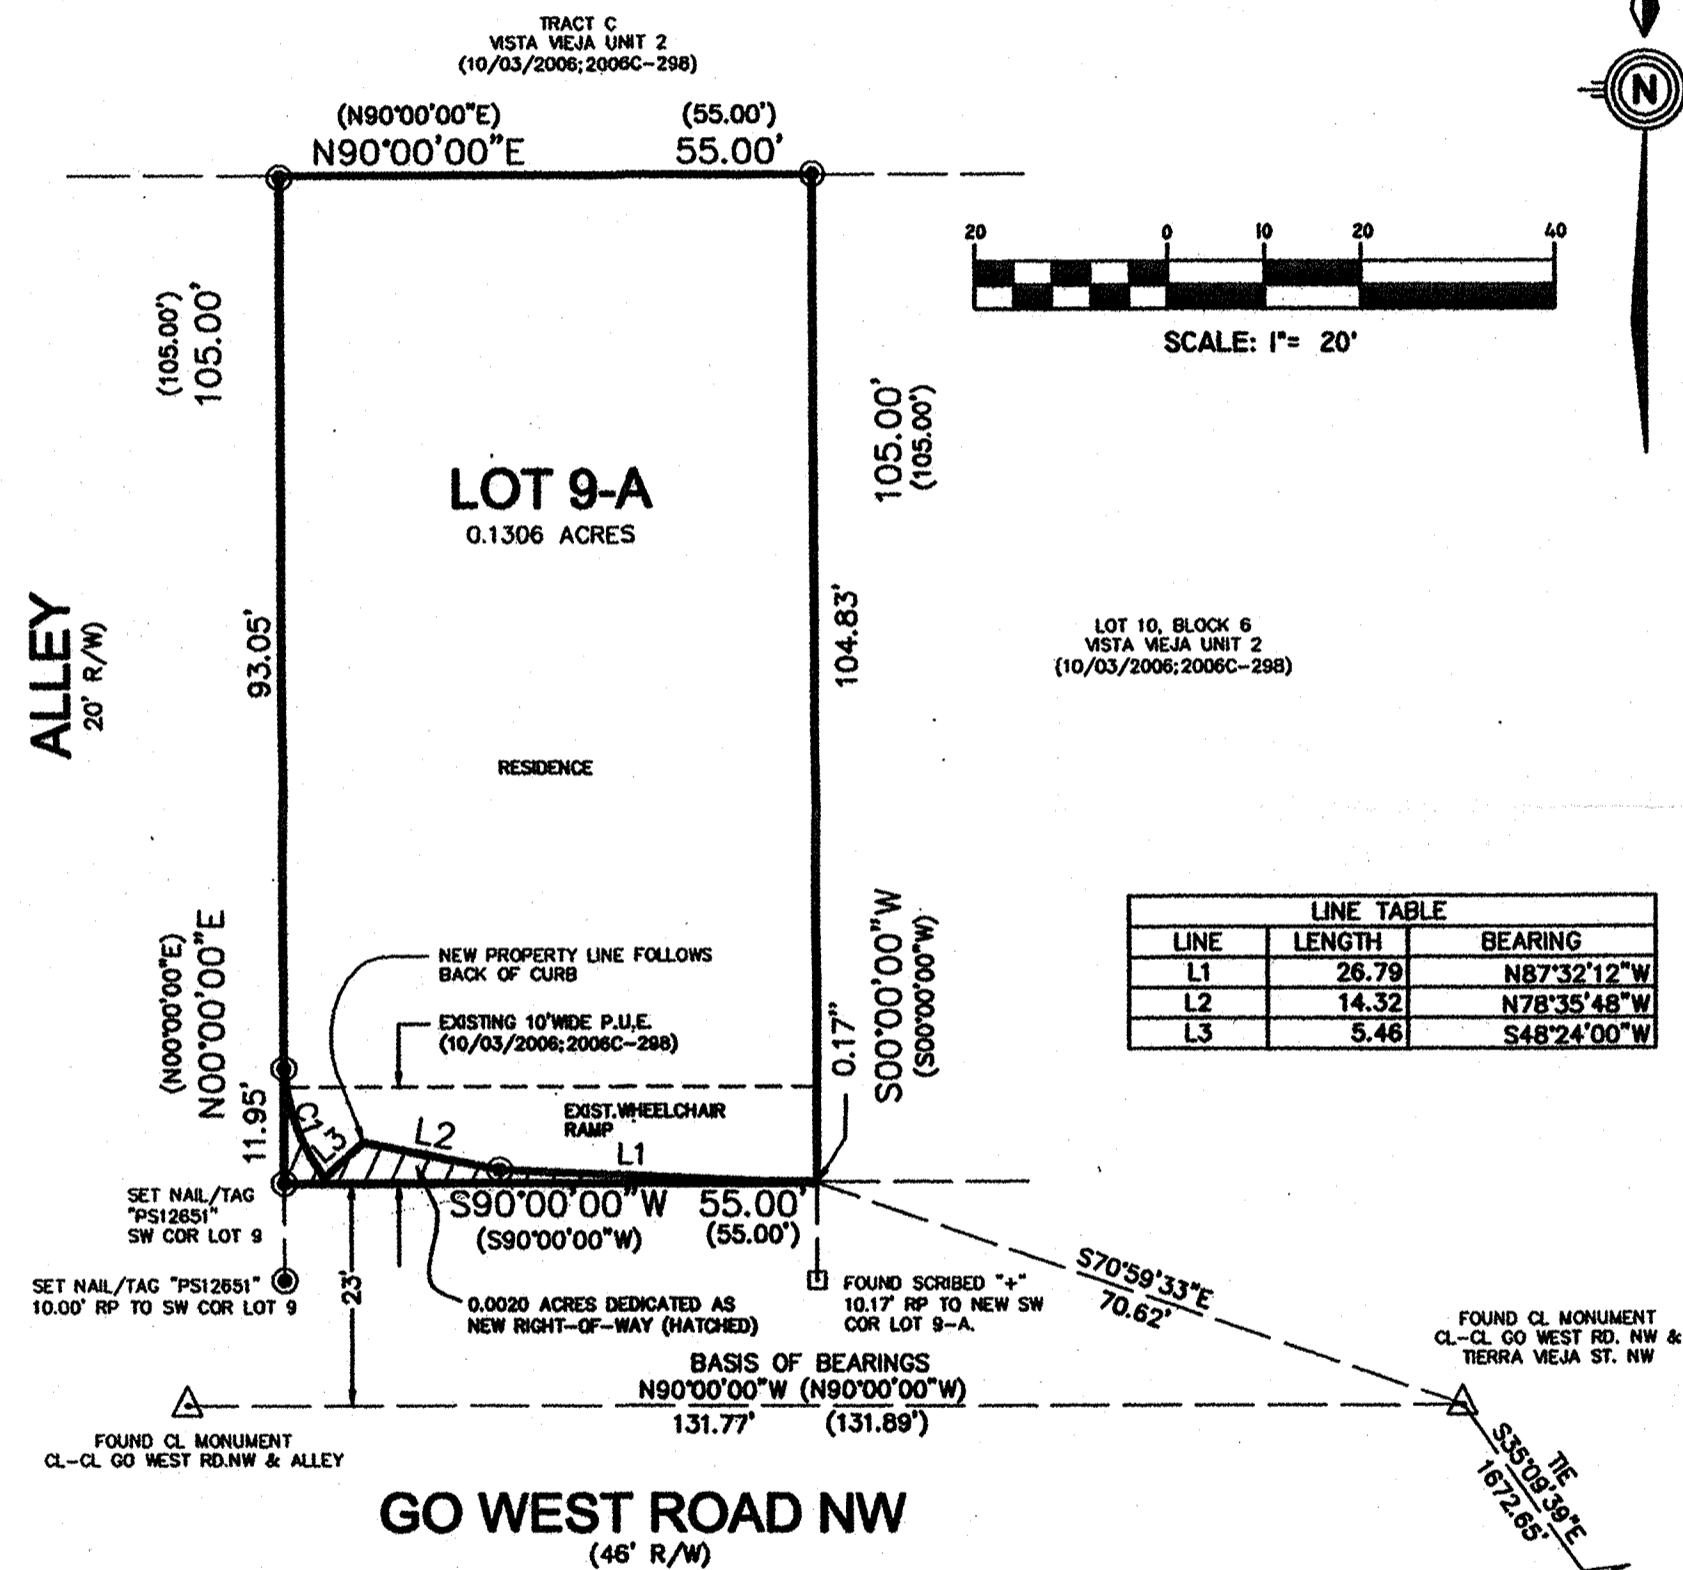 TRACT C
VISTA VIEJA UNIT 2
(10/03/2006;2006C-298)
N
(N90°00'00"E) (55.00')
N90°00'00"E 55.00'
20 0 10 20 40
SCALE: 1"= 20'
(105.00')
105.00'
105.00'
(105.00')
LOT 9-A
0.1306 ACRES
ALLEY
20' R/W
93.05'
104.83'
LOT 10, BLOCK 6
VISTA VIEJA UNIT 2
(10/03/2006;2006C-298)
RESIDENCE
LINE TABLE
LINE LENGTH BEARING
L1 26.79 N87°32'12"W
L2 14.32 N78°35'48"W
L3 5.46 S48°24'00"W
(N00°00'00"E)
N00°00'00"E
11.95'
NEW PROPERTY LINE FOLLOWS
BACK OF CURB
EXISTING 10'WIDE P.U.E.
(10/03/2006;2006C-298)
0.17"
S00°00'00"W
(S00°00'00"W)
EXIST.WHEELCHAIR
RAMP
C1
L3
L2
L1
SET NAIL/TAG
"PS12651"
SW COR LOT 9
S90°00'00"W 55.00'
(S90°00'00"W) (55.00')
SET NAIL/TAG "PS12651"
10.00' RP TO SW COR LOT 9
23'
0.0020 ACRES DEDICATED AS
NEW RIGHT-OF-WAY (HATCHED)
FOUND SCRIBED "+"
10.17' RP TO NEW SW
COR LOT 9-A.
S70°59'33"E
70.62'
FOUND CL MONUMENT
CL-CL GO WEST RD. NW &
TIERRA VIEJA ST. NW
BASIS OF BEARINGS
N90°00'00"W (N90°00'00"W)
131.77' (131.89')
FOUND CL MONUMENT
CL-CL GO WEST RD.NW & ALLEY
TIE
S35°09'39"E
1672.65'
GO WEST ROAD NW
(46' R/W)